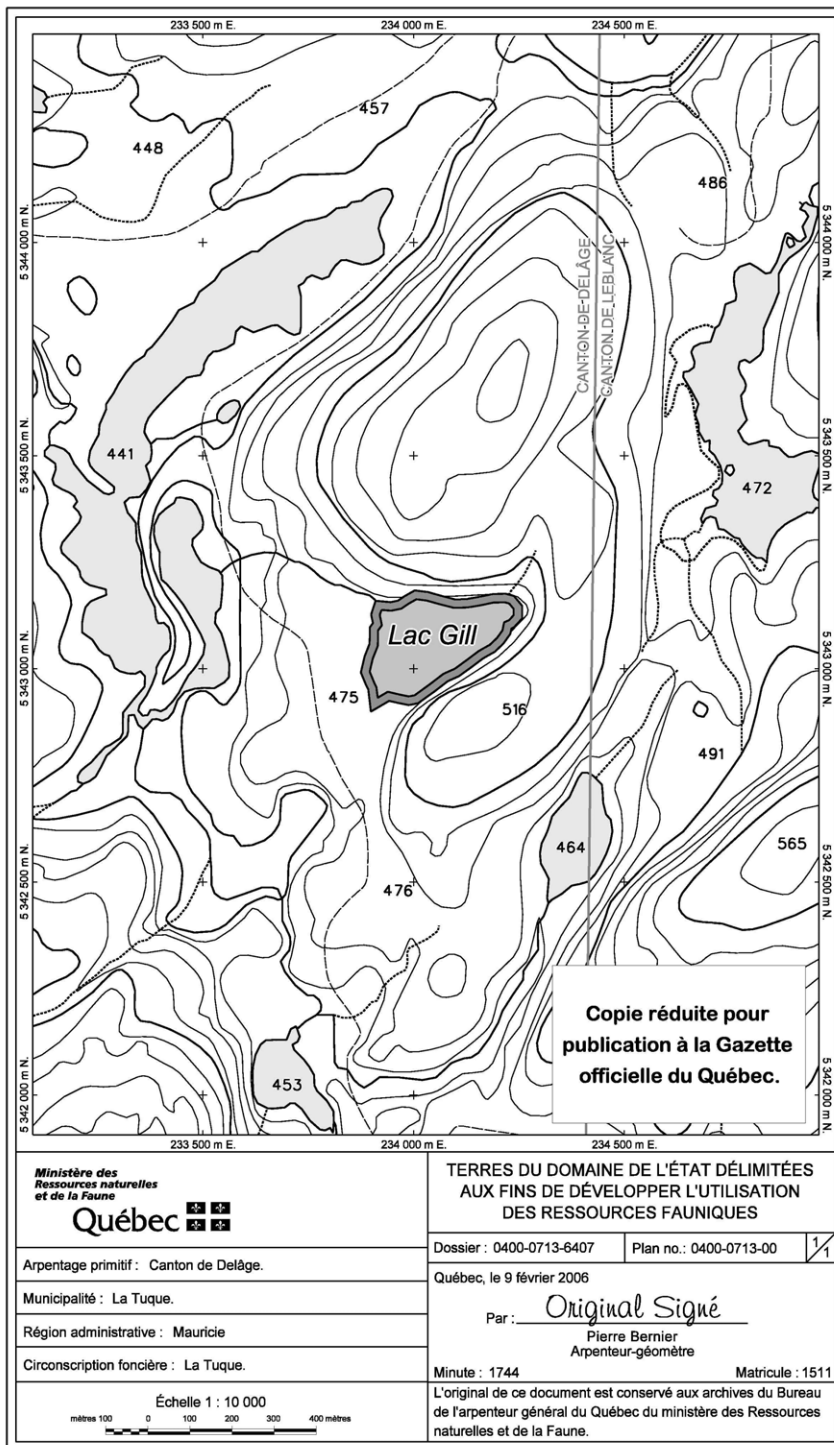 233 500 m E.
234 000 m E.
234 500 m E.
457
448
486
5 344 000 m N.
5 344 000 m N.
CANTON-DE-DELÂGE
CANTON DE LEBLANC
441
5 343 500 m N.
5 343 500 m N.
472
Lac Gill
5 343 000 m N.
5 343 000 m N.
475
516
491
464
565
5 342 500 m N.
5 342 500 m N.
476
Copie réduite pour
publication à la Gazette
officielle du Québec.
453
5 342 000 m N.
5 342 000 m N.
233 500 m E.
234 000 m E.
234 500 m E.
Ministère des
Ressources naturelles
et de la Faune
Québec
Arpentage primitif : Canton de Delâge.
Municipalité : La Tuque.
Région administrative : Mauricie
Circonscription foncière : La Tuque.
Échelle 1 : 10 000
mètres 100 0 100 200 300 400 mètres
TERRES DU DOMAINE DE L'ÉTAT DÉLIMITÉES
AUX FINS DE DÉVELOPPER L'UTILISATION
DES RESSOURCES FAUNIQUES
Dossier : 0400-0713-6407 Plan no.: 0400-0713-00 1/1
Québec, le 9 février 2006
Par : Original Signé
Pierre Bernier
Arpenteur-géomètre
Minute : 1744 Matricule : 1511
L'original de ce document est conservé aux archives du Bureau
de l'arpenteur général du Québec du ministère des Ressources
naturelles et de la Faune.